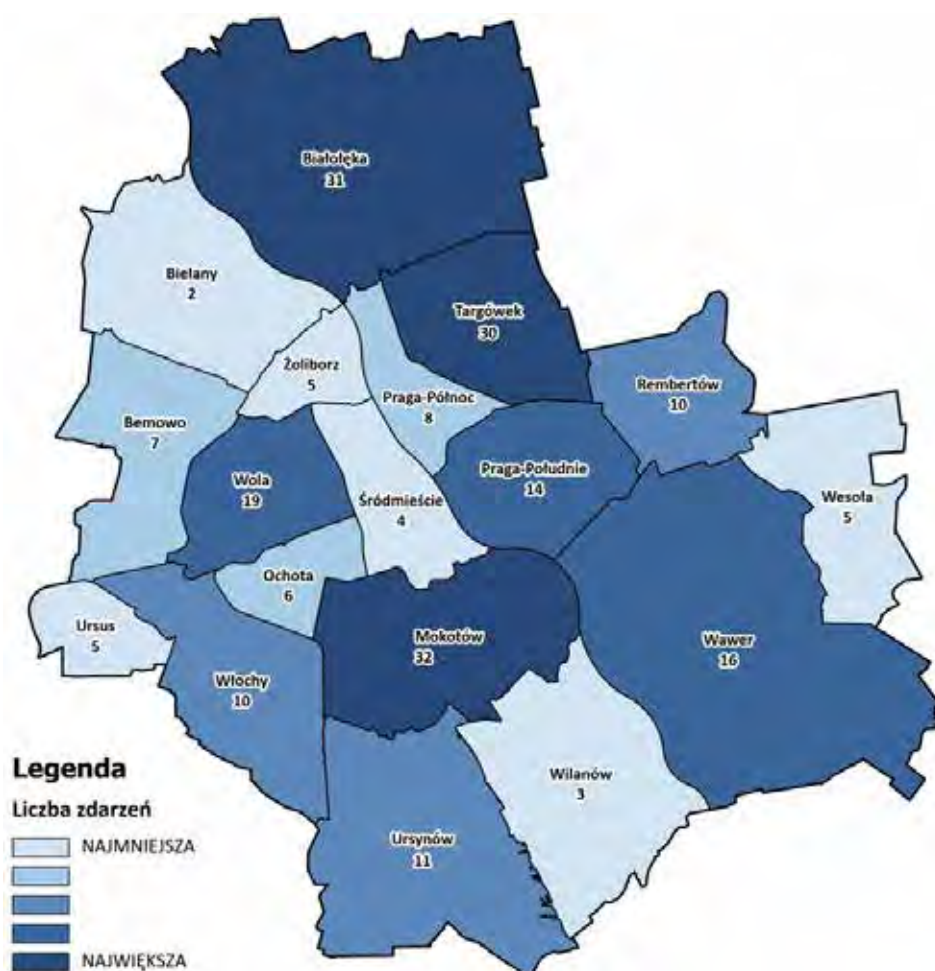 Białołęka
31
Bielany
2
Targówek
30
Żoliborz
5
Rembertów
10
Praga-Północ
8
Bemowo
7
Praga-Południe
14
Wola
19
Wesoła
5
Śródmieście
4
Ochota
6
Ursus
5
Mokotów
32
Wawer
16
Włochy
10
Wilanów
3
Ursynów
11
Legenda
Liczba zdarzeń
NAJMNIEJSZA
NAJWIĘKSZA